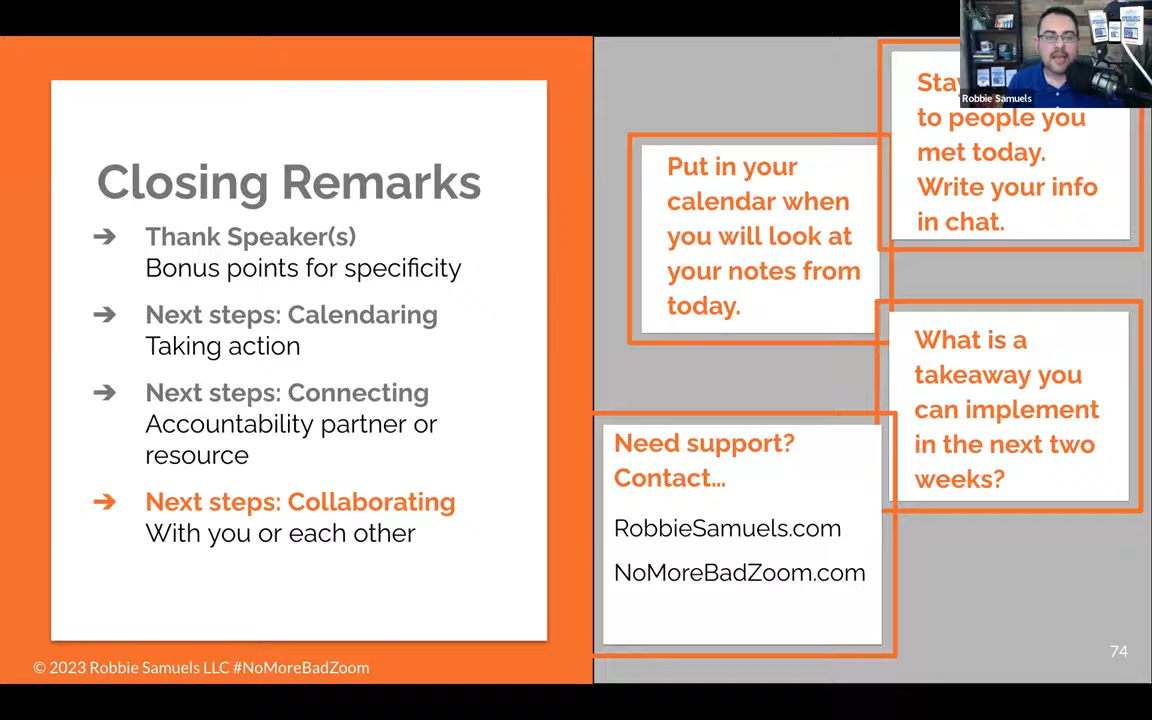 Closing Remarks
➔ Thank Speaker(s)
Bonus points for specificity
➔ Next steps: Calendaring
Taking action
➔ Next steps: Connecting
Accountability partner or
resource
➔ Next steps: Collaborating
With you or each other
© 2023 Robbie Samuels LLC #NoMoreBadZoom
Put in your
calendar when
you will look at
your notes from
today.
to people you
met today.
Write your info
in chat.
What is a
takeaway you
can implement
in the next two
weeks?
Need support?
Contact…
RobbieSamuels.com
NoMoreBadZoom.com
74
Robbie Samuels